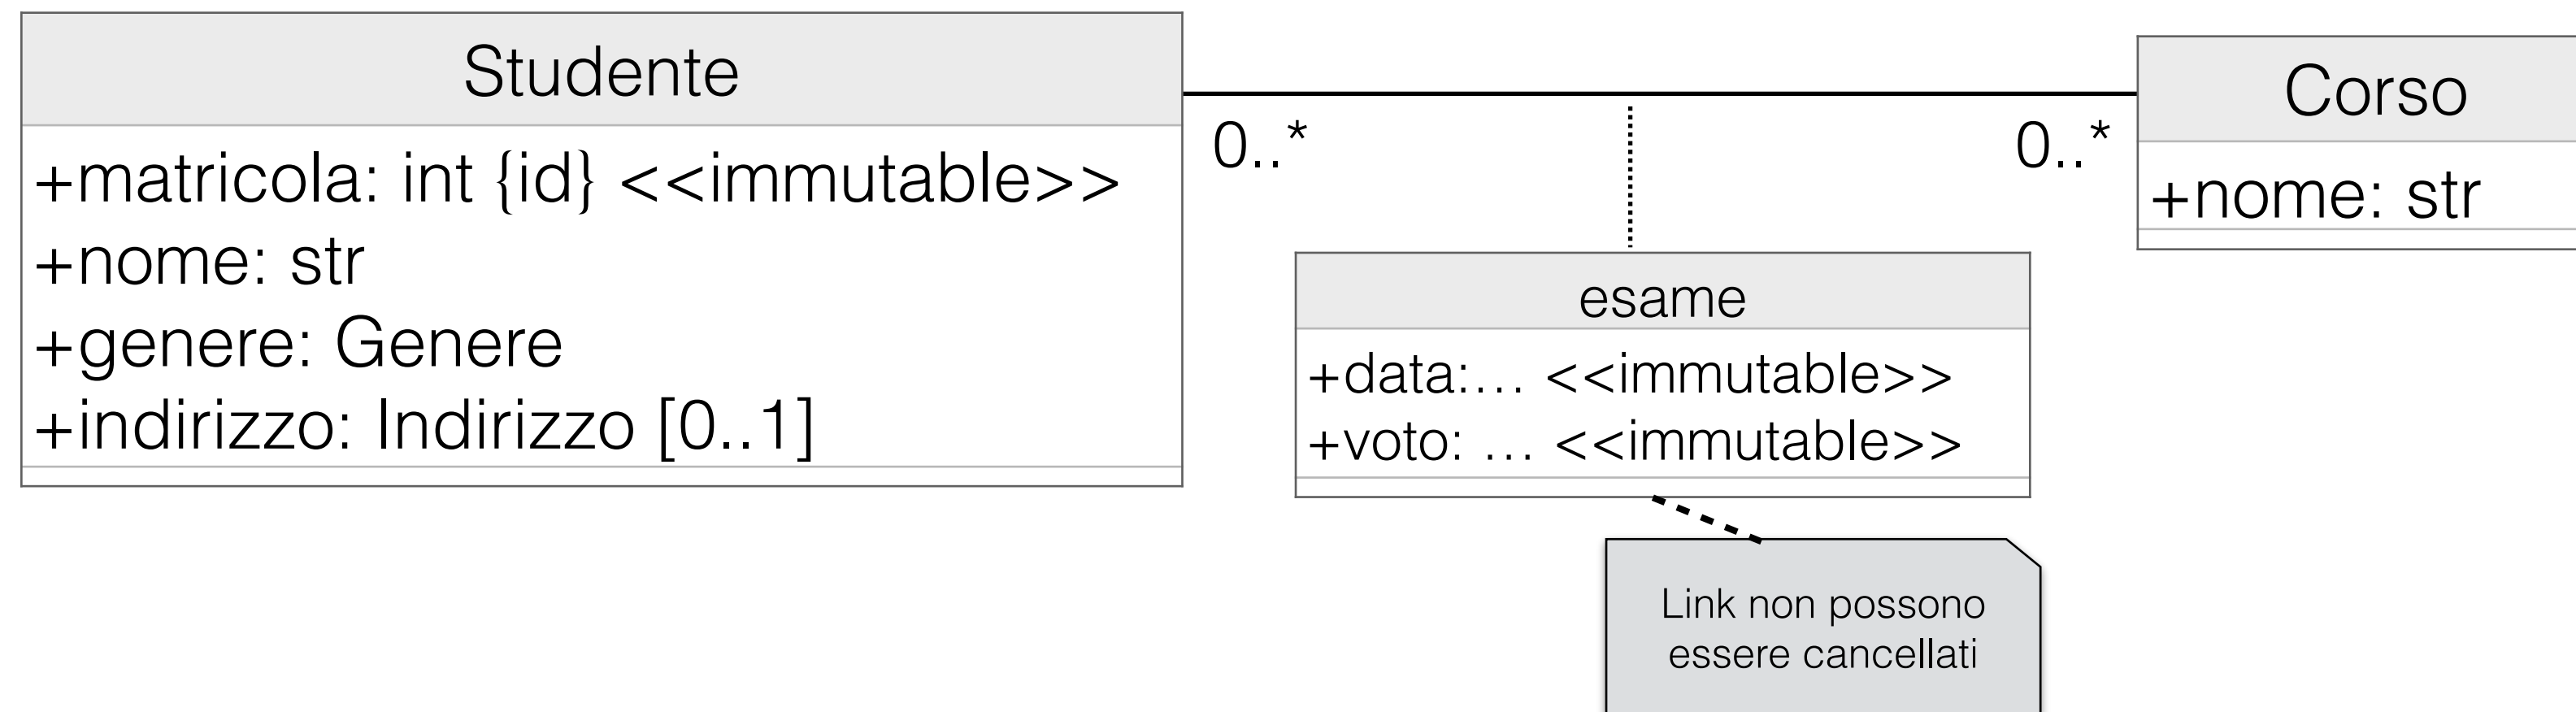 Studente
+matricola: int {id} <<immutable>>
+nome: str
+genere: Genere
+indirizzo: Indirizzo [0..1]
0..*
0..*
Corso
+nome: str
esame
+data:… <<immutable>>
+voto: … <<immutable>>
Link non possono
essere cancellati